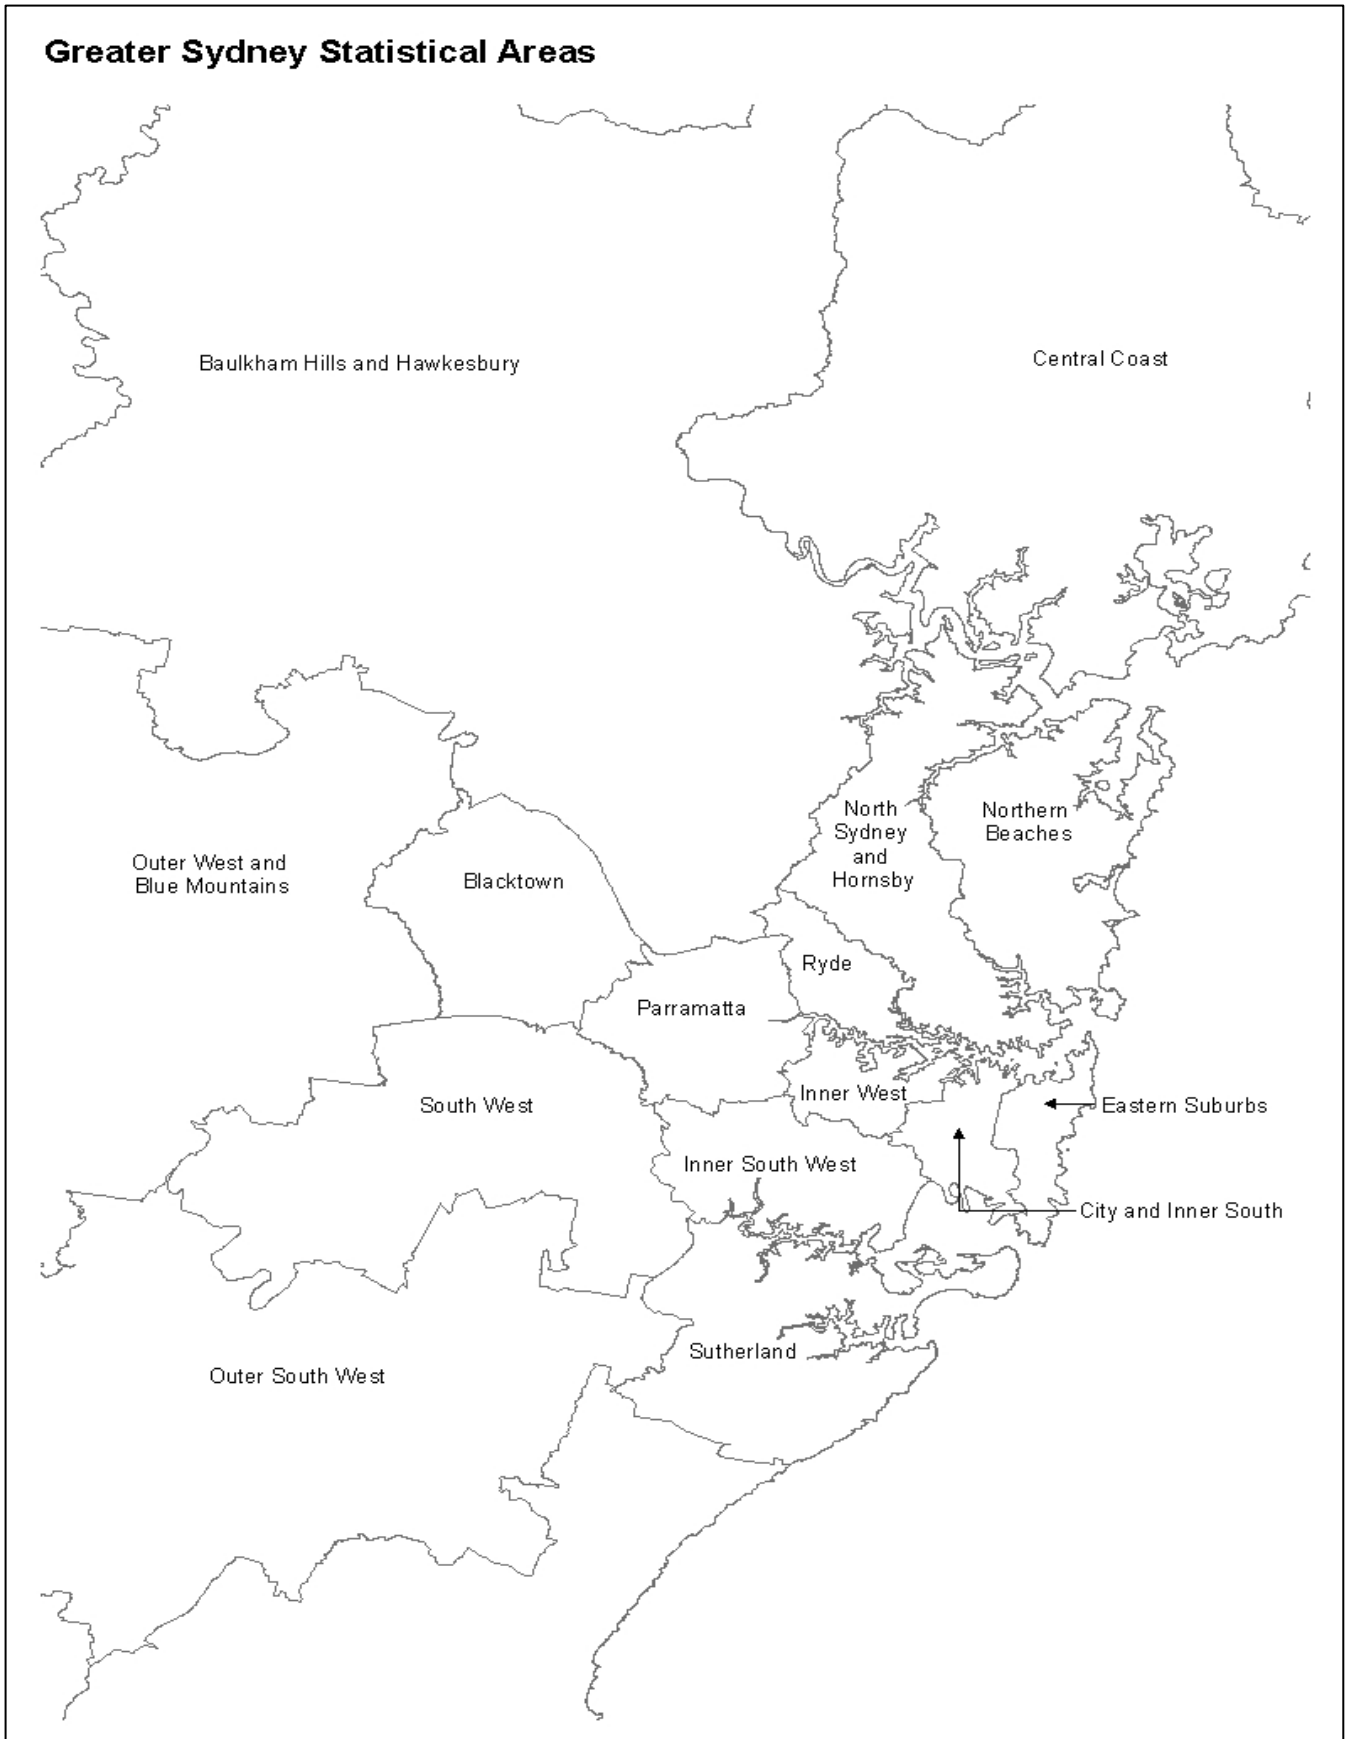 Greater Sydney Statistical Areas
Baulkham Hills and Hawkesbury
Central Coast
North
Sydney
and
Hornsby
Northern
Beaches
Outer West and
Blue Mountains
Blacktown
Ryde
Parramatta
Inner West
South West
Eastern Suburbs
Inner South West
City and Inner South
Sutherland
Outer South West